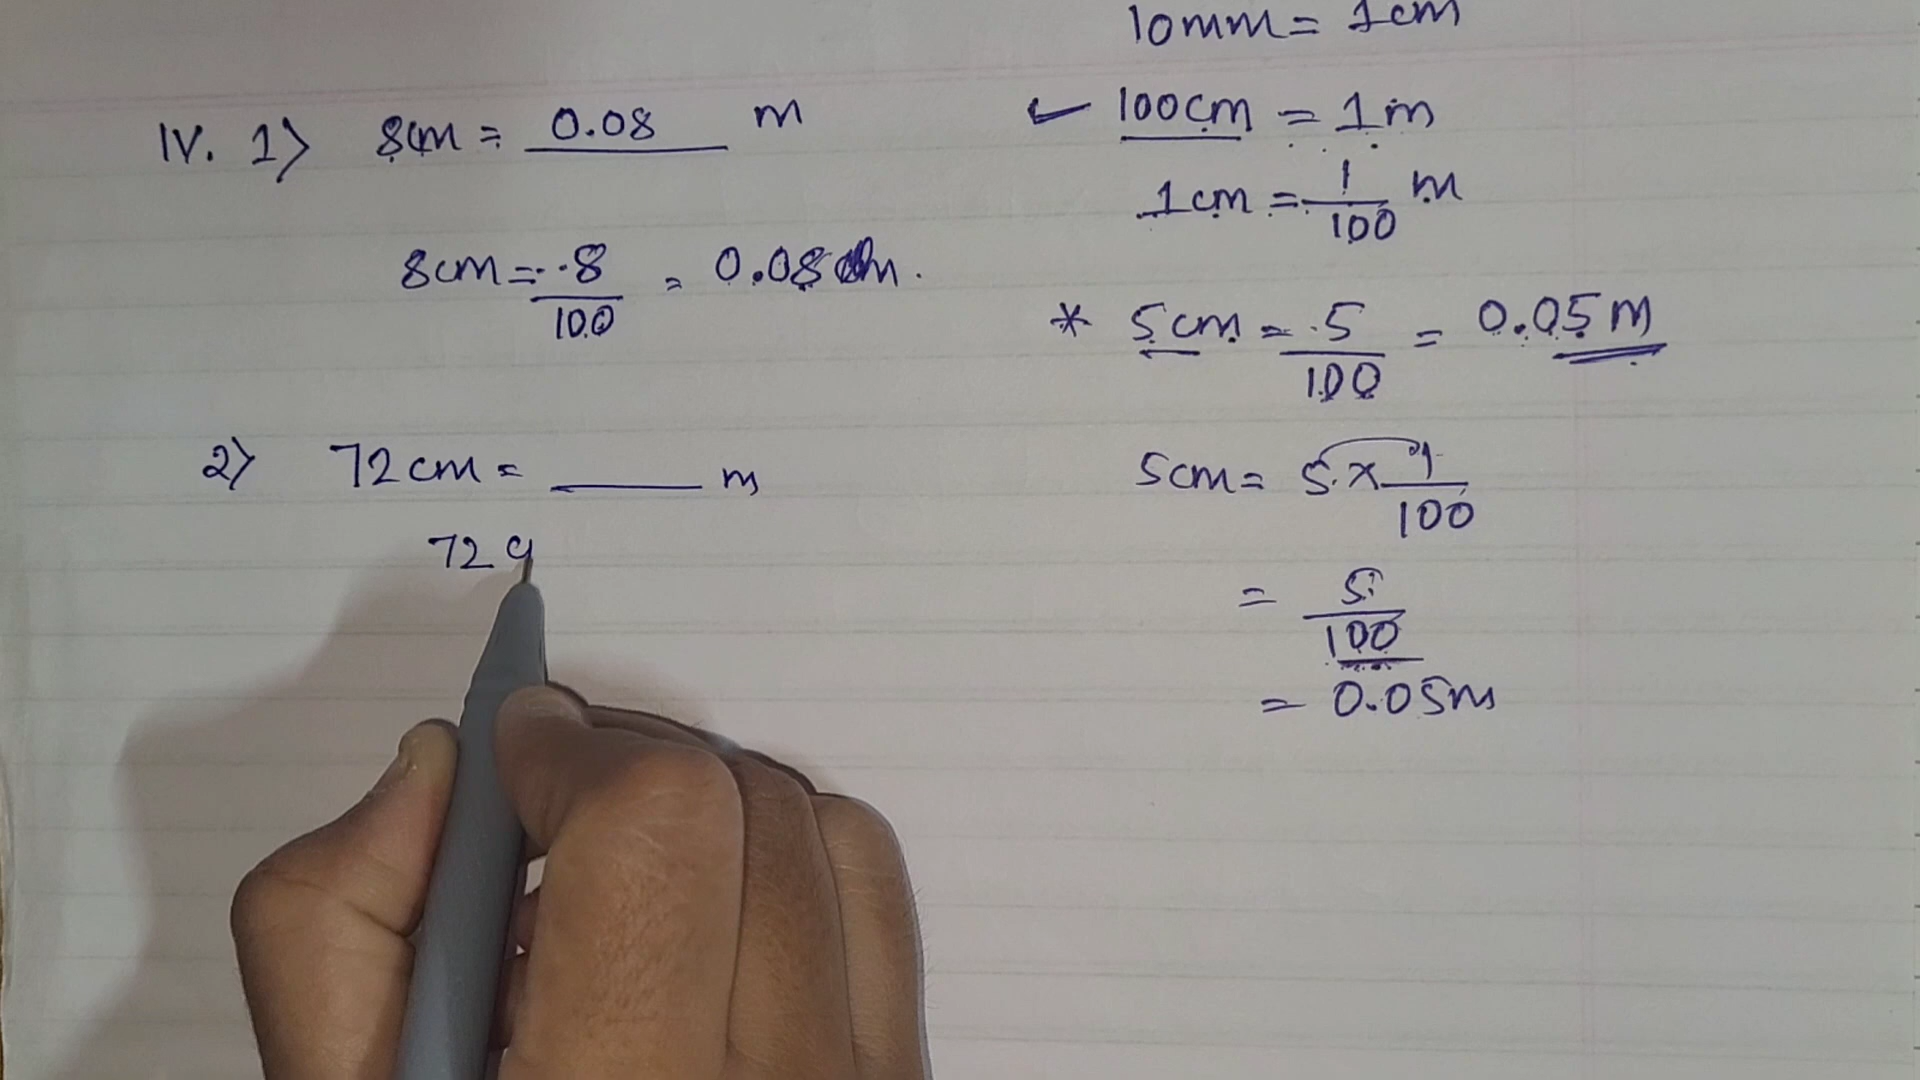 10mm = 1cm
IV. 1) 8cm = 0.08 m
100cm = 1m
1cm = 1/100 m
8cm = 8/100 = 0.08 m.
* 5cm = 5/100 = 0.05m
2) 72cm = ____ m
5cm = 5 x 1/100
72 c
= 5/100
= 0.05m